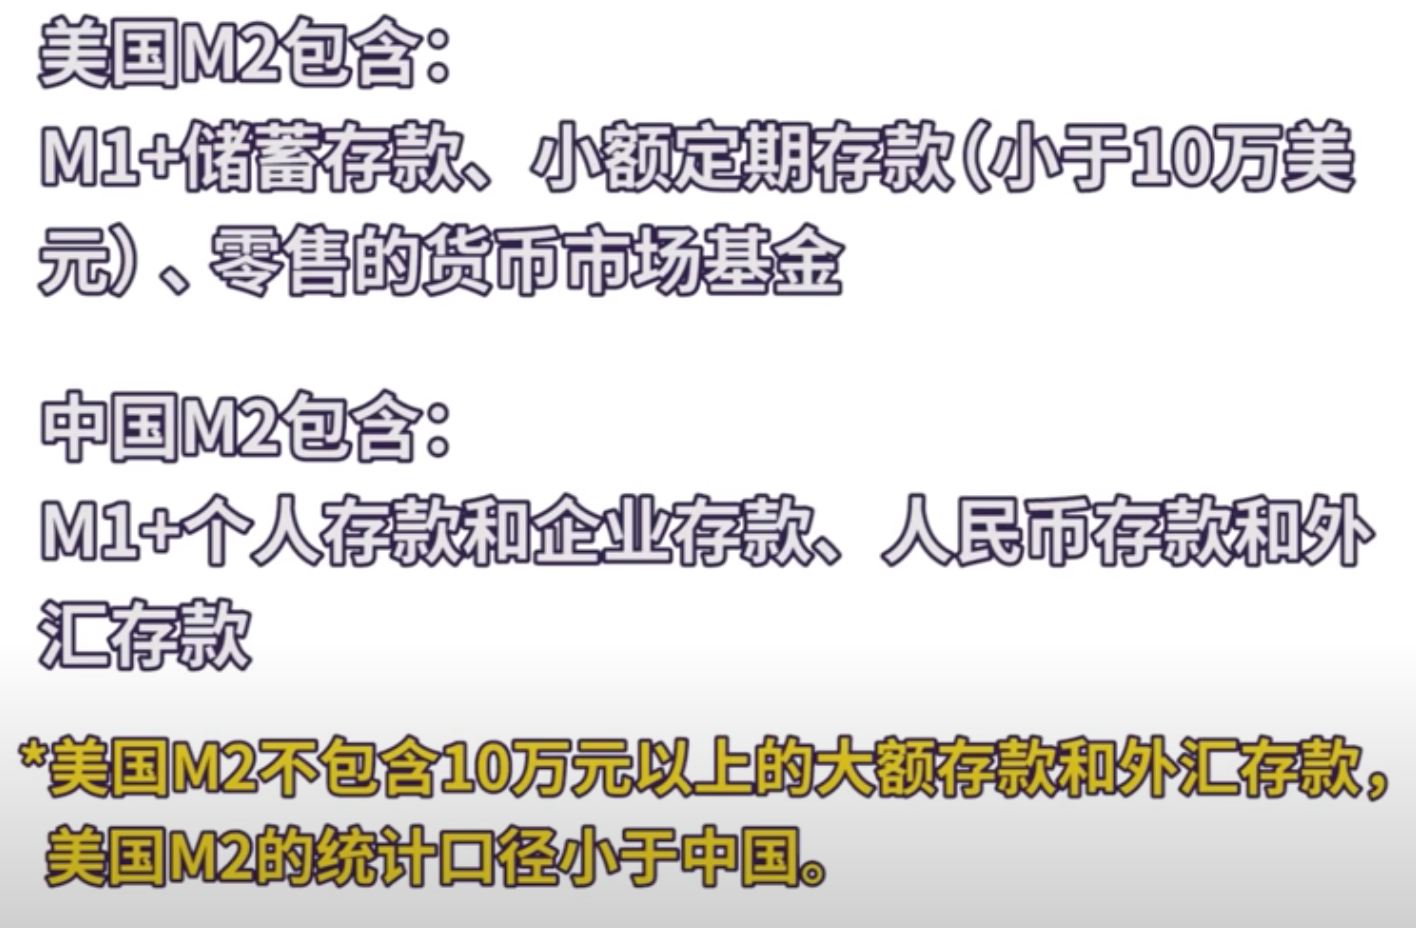 美国M2包含：
M1+储蓄存款、小额定期存款（小于10万美
元）、零售的货币市场基金
中国M2包含：
M1+个人存款和企业存款、人民币存款和外
汇存款
*美国M2不包含10万元以上的大额存款和外汇存款，
美国M2的统计口径小于中国。